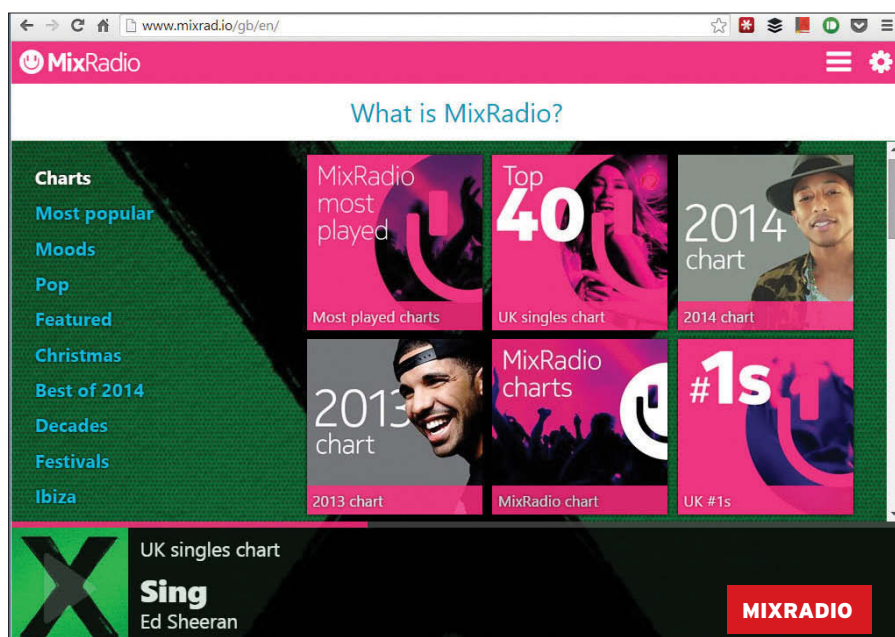 www.mixrad.io/gb/en/
MixRadio
What is MixRadio?
Charts
Most popular
Moods
Pop
Featured
Christmas
Best of 2014
Decades
Festivals
Ibiza
MixRadio
most
played
Most played charts
Top
40
UK singles chart
2014
chart
2014 chart
2013
chart
2013 chart
MixRadio
charts
MixRadio chart
#1s
UK #1s
X
UK singles chart
Sing
Ed Sheeran
MIXRADIO